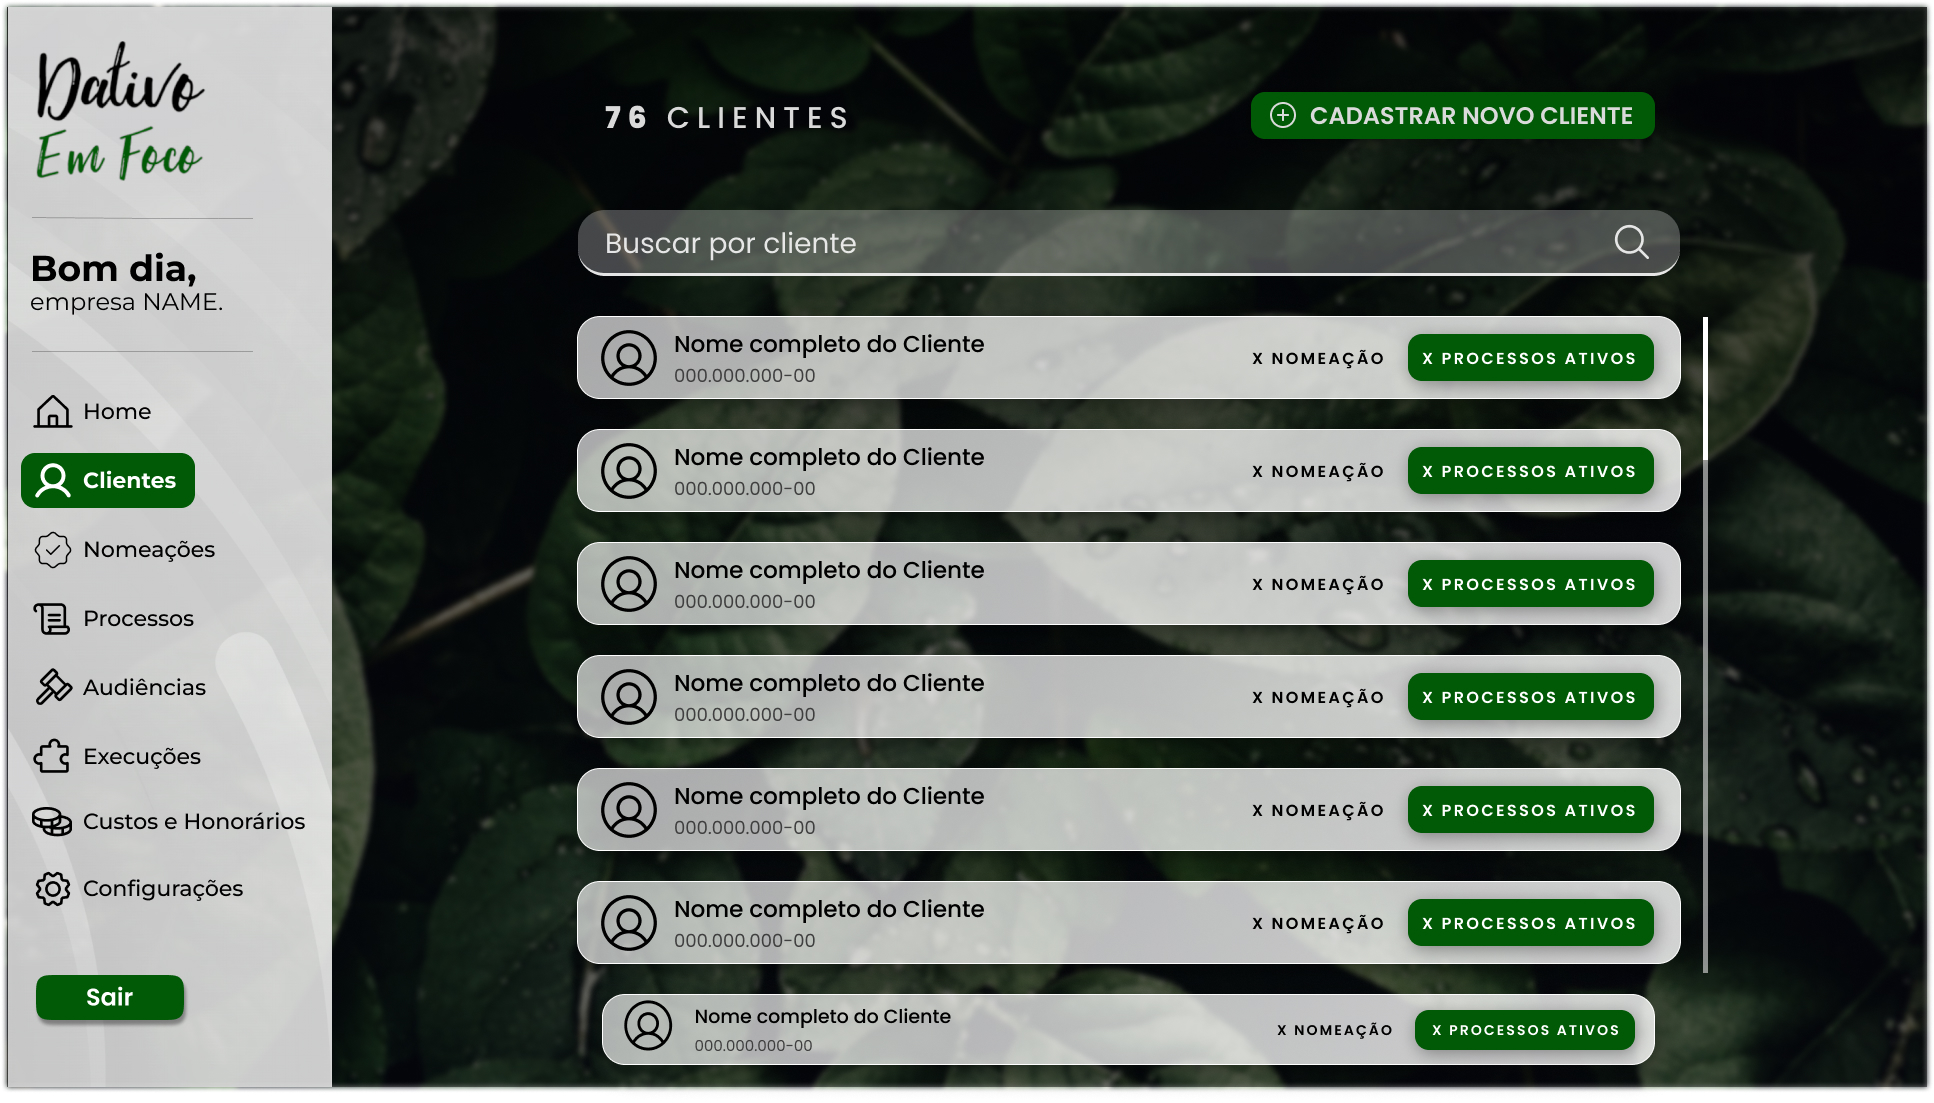 Dativo
Em Foco
Bom dia,
empresa NAME.
Home
Clientes
Nomeações
Processos
Audiências
Execuções
Custos e Honorários
Configurações
Sair
76 CLIENTES
CADASTRAR NOVO CLIENTE
Buscar por cliente
Nome completo do Cliente
000.000.000-00
X NOMEAÇÃO
X PROCESSOS ATIVOS
Nome completo do Cliente
000.000.000-00
X NOMEAÇÃO
X PROCESSOS ATIVOS
Nome completo do Cliente
000.000.000-00
X NOMEAÇÃO
X PROCESSOS ATIVOS
Nome completo do Cliente
000.000.000-00
X NOMEAÇÃO
X PROCESSOS ATIVOS
Nome completo do Cliente
000.000.000-00
X NOMEAÇÃO
X PROCESSOS ATIVOS
Nome completo do Cliente
000.000.000-00
X NOMEAÇÃO
X PROCESSOS ATIVOS
Nome completo do Cliente
000.000.000-00
X NOMEAÇÃO
X PROCESSOS ATIVOS